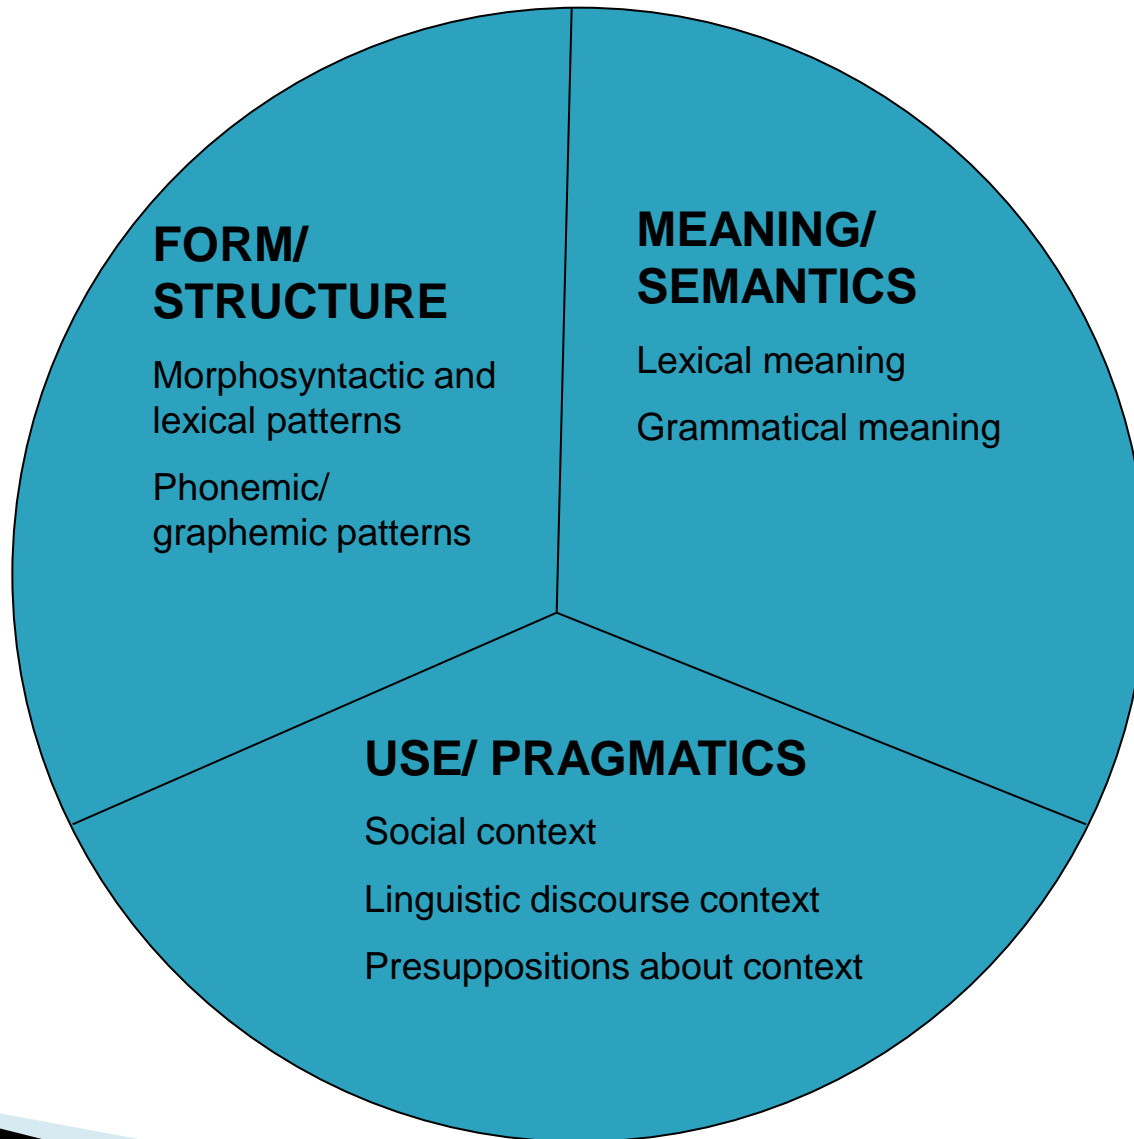 FORM/
STRUCTURE
Morphosyntactic and
lexical patterns
Phonemic/
graphemic patterns
MEANING/
SEMANTICS
Lexical meaning
Grammatical meaning
USE/ PRAGMATICS
Social context
Linguistic discourse context
Presuppositions about context